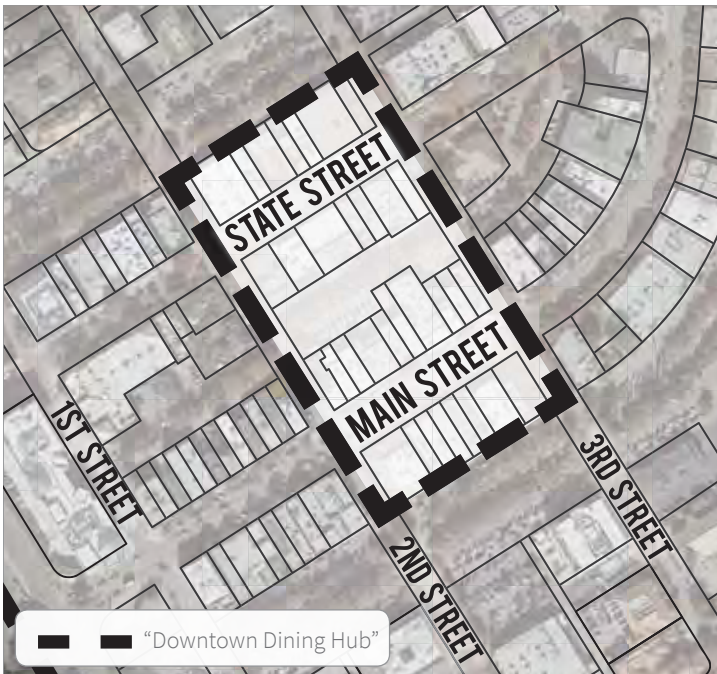 STATE STREET
MAIN STREET
1ST STREET
3RD STREET
2ND STREET
“Downtown Dining Hub”